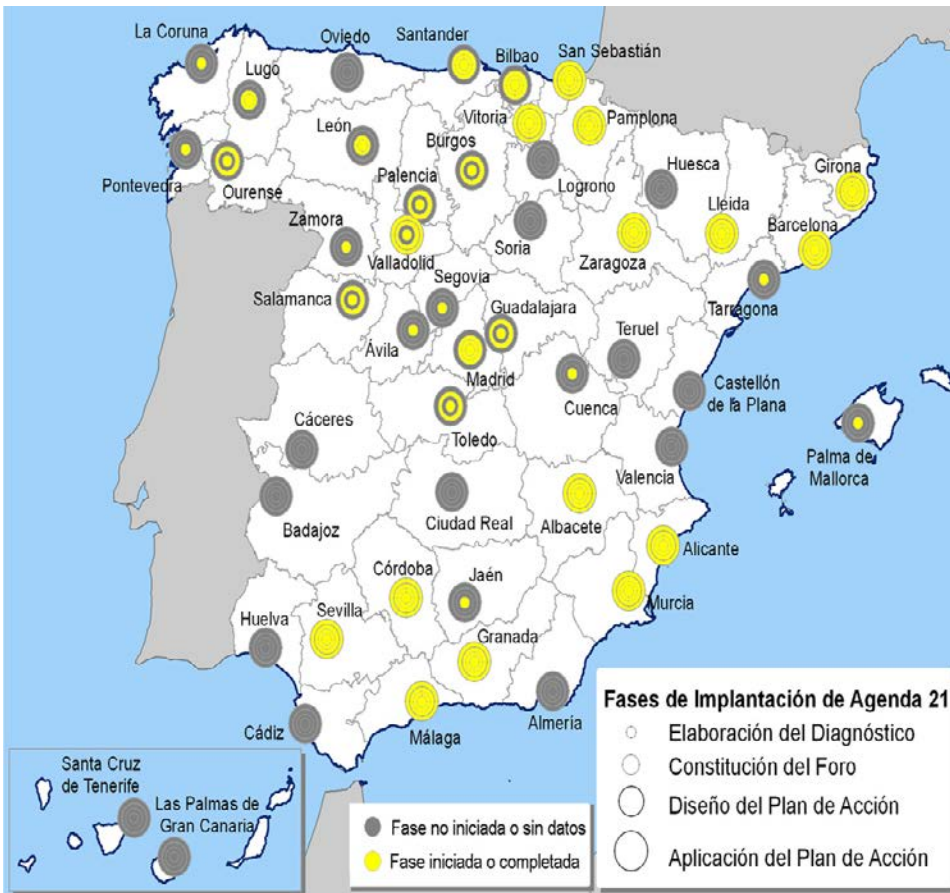 La Coruna
Oviedo
Santander
Bilbao
San Sebastián
Lugo
León
Burgos
Vitoria
Pamplona
Pontevedra
Ourense
Palencia
Logrono
Huesca
Girona
Lleida
Barcelona
Zamora
Valladolid
Soria
Zaragoza
Segovia
Tarragona
Salamanca
Guadalajara
Teruel
Ávila
Madrid
Cuenca
Castellón
de la Plana
Cáceres
Toledo
Valencia
Palma de
Mallorca
Badajoz
Ciudad Real
Albacete
Alicante
Córdoba
Jaén
Murcia
Huelva
Sevilla
Granada
Cádiz
Málaga
Almería
Santa Cruz
de Tenerife
Las Palmas de
Gran Canaria
Fase no iniciada o sin datos
Fase iniciada o completada
Fases de Implantación de Agenda 21
Elaboración del Diagnóstico
Constitución del Foro
Diseño del Plan de Acción
Aplicación del Plan de Acción